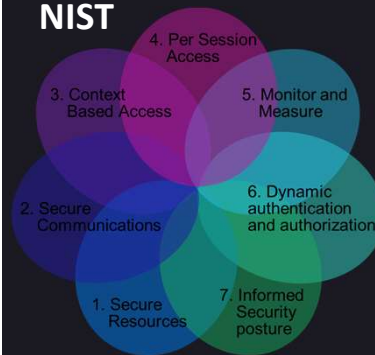 NIST
4. Per Session
Access
3. Context
Based Access
5. Monitor and
Measure
2. Secure
Communications
6. Dynamic
authentication
and authorization
1. Secure
Resources
7. Informed
Security
posture